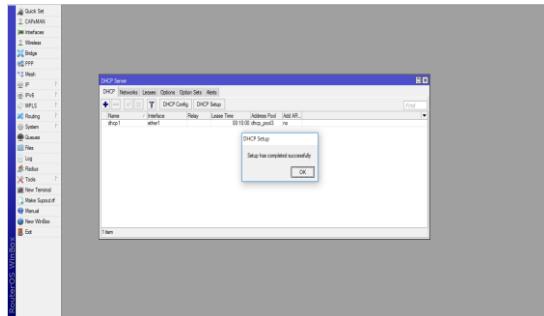 Quick Set
CAPsMAN
Interfaces
Wireless
Bridge
PPP
Mesh
IP
IPv6
MPLS
Routing
System
Queues
Files
Log
Radius
Tools
New Terminal
Make Supout.rif
Manual
New WinBox
Exit
RouterOS WinBox
DHCP Server
DHCP Networks Leases Options Option Sets Alerts
DHCP Config DHCP Setup Find
Name Interface Relay Lease Time Address Pool Add AR...
dhcp1 ether1 00:10:00 dhcp_pool3 no
DHCP Setup
Setup has completed successfully
OK
1 item